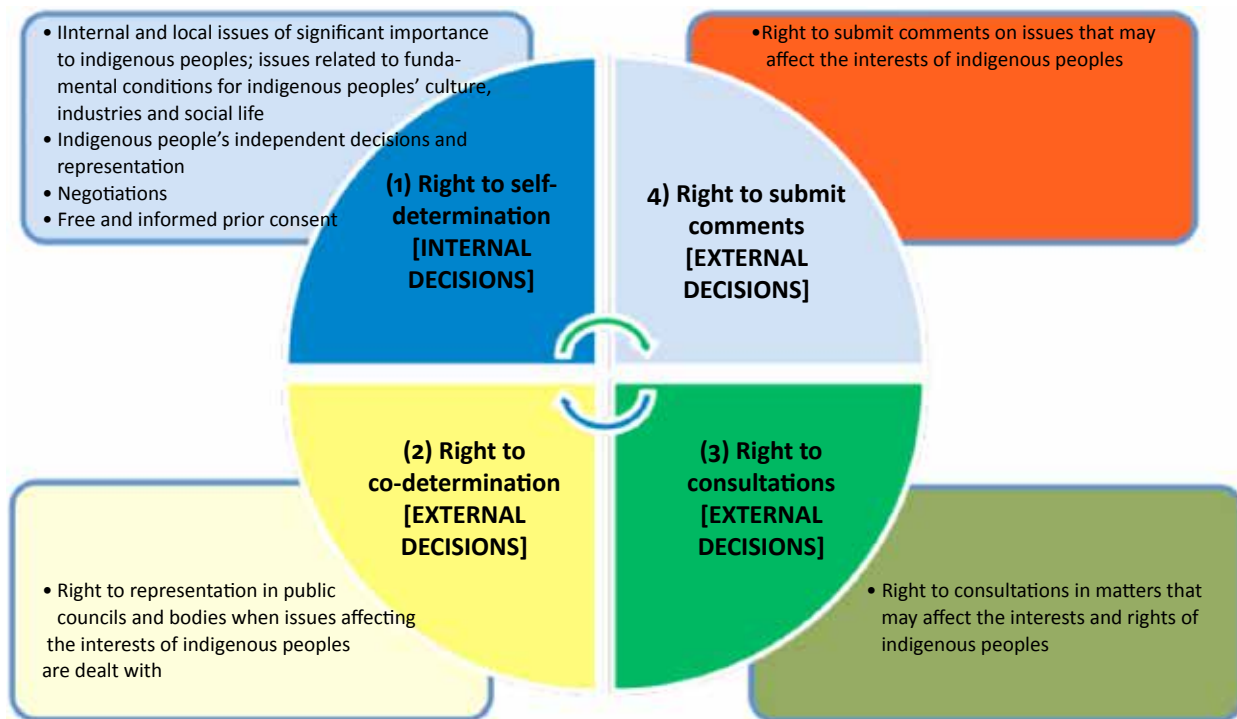 • IInternal and local issues of significant importance
to indigenous peoples; issues related to funda-
mental conditions for indigenous peoples' culture,
industries and social life
• Indigenous people's independent decisions and
representation
• Negotiations
• Free and informed prior consent
•Right to submit comments on issues that may
affect the interests of indigenous peoples
(1) Right to self-
determination
[INTERNAL
DECISIONS]
4) Right to submit
comments
[EXTERNAL
DECISIONS]
(2) Right to
co-determination
[EXTERNAL
DECISIONS]
(3) Right to
consultations
[EXTERNAL
DECISIONS]
• Right to representation in public
councils and bodies when issues affecting
the interests of indigenous peoples
are dealt with
• Right to consultations in matters that
may affect the interests and rights of
indigenous peoples